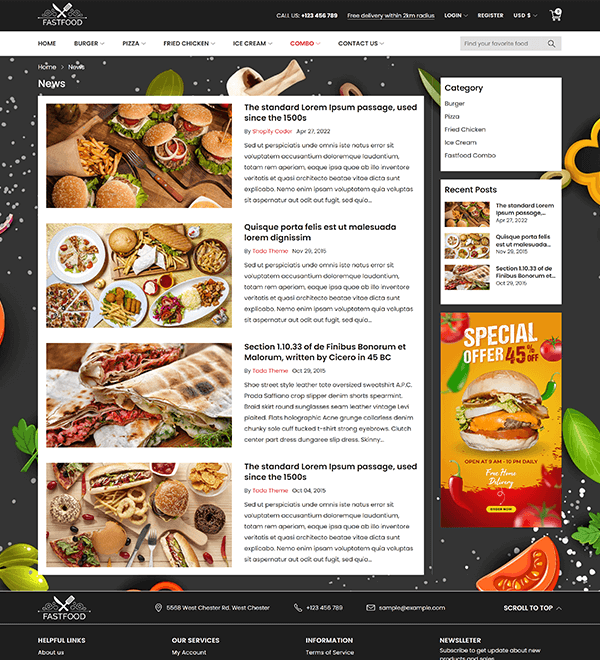 FASTFOOD
CALL US: +123 456 789
Free delivery within 2km radius
LOGIN
REGISTER
USD $
0
HOME
BURGER
PIZZA
FRIED CHICKEN
ICE CREAM
COMBO
CONTACT US
Find your favorite food
Home > News
News
The standard Lorem Ipsum passage, used
since the 1500s
By Shopify Coder Apr 27, 2022
Sed ut perspiciatis unde omnis iste natus error sit
voluptatem accusantium doloremque laudantium,
totam rem aperiam, eaque ipsa quae ab illo inventore
veritatis et quasi architecto beatae vitae dicta sunt
explicabo. Nemo enim ipsam voluptatem quia voluptas
sit aspernatur aut odit aut fugit, sed quia...
Quisque porta felis est ut malesuada
lorem dignissim
By Tada Theme Nov 29, 2015
Sed ut perspiciatis unde omnis iste natus error sit
voluptatem accusantium doloremque laudantium,
totam rem aperiam, eaque ipsa quae ab illo inventore
veritatis et quasi architecto beatae vitae dicta sunt
explicabo. Nemo enim ipsam voluptatem quia voluptas
sit aspernatur aut odit aut fugit, sed quia...
Section 1.10.33 of de Finibus Bonorum et
Malorum, written by Cicero in 45 BC
By Tada Theme Oct 29, 2015
Shoe street style leather tote oversized sweatshirt A.P.C.
Prada Saffiano crop slipper denim shorts spearmint.
Braid skirt round sunglasses seam leather vintage Levi
plaited. Flats holographic Acne grunge collarless denim
chunky sole cuff tucked t-shirt strong eyebrows. Clutch
center part dress dungaree slip dress. Skinny...
The standard Lorem Ipsum passage, used
since the 1500s
By Tada Theme Oct 04, 2015
Sed ut perspiciatis unde omnis iste natus error sit
voluptatem accusantium doloremque laudantium,
totam rem aperiam, eaque ipsa quae ab illo inventore
veritatis et quasi architecto beatae vitae dicta sunt
explicabo. Nemo enim ipsam voluptatem quia voluptas
sit aspernatur aut odit aut fugit, sed quia...
Category
Burger
Pizza
Fried Chicken
Ice Cream
Fastfood Combo
Recent Posts
The standard Lorem
Ipsum passage,...
Apr 27, 2022
Quisque porta felis
est ut malesuada...
Nov 29, 2015
Section 1.10.33 of de
Finibus Bonorum et...
Oct 29, 2015
SPECIAL
OFFER 45% OFF
OPEN AT 9 AM - 10 PM DAILY
Free Home
Delivery
ORDER NOW
FASTFOOD
5568 West Chester Rd. West Chester
+123 456 789
sample@example.com
SCROLL TO TOP
HELPFUL LINKS
OUR SERVICES
INFORMATION
NEWSLLETER
About us
My Account
Terms of Service
Subscribe to get update about new
products and sales